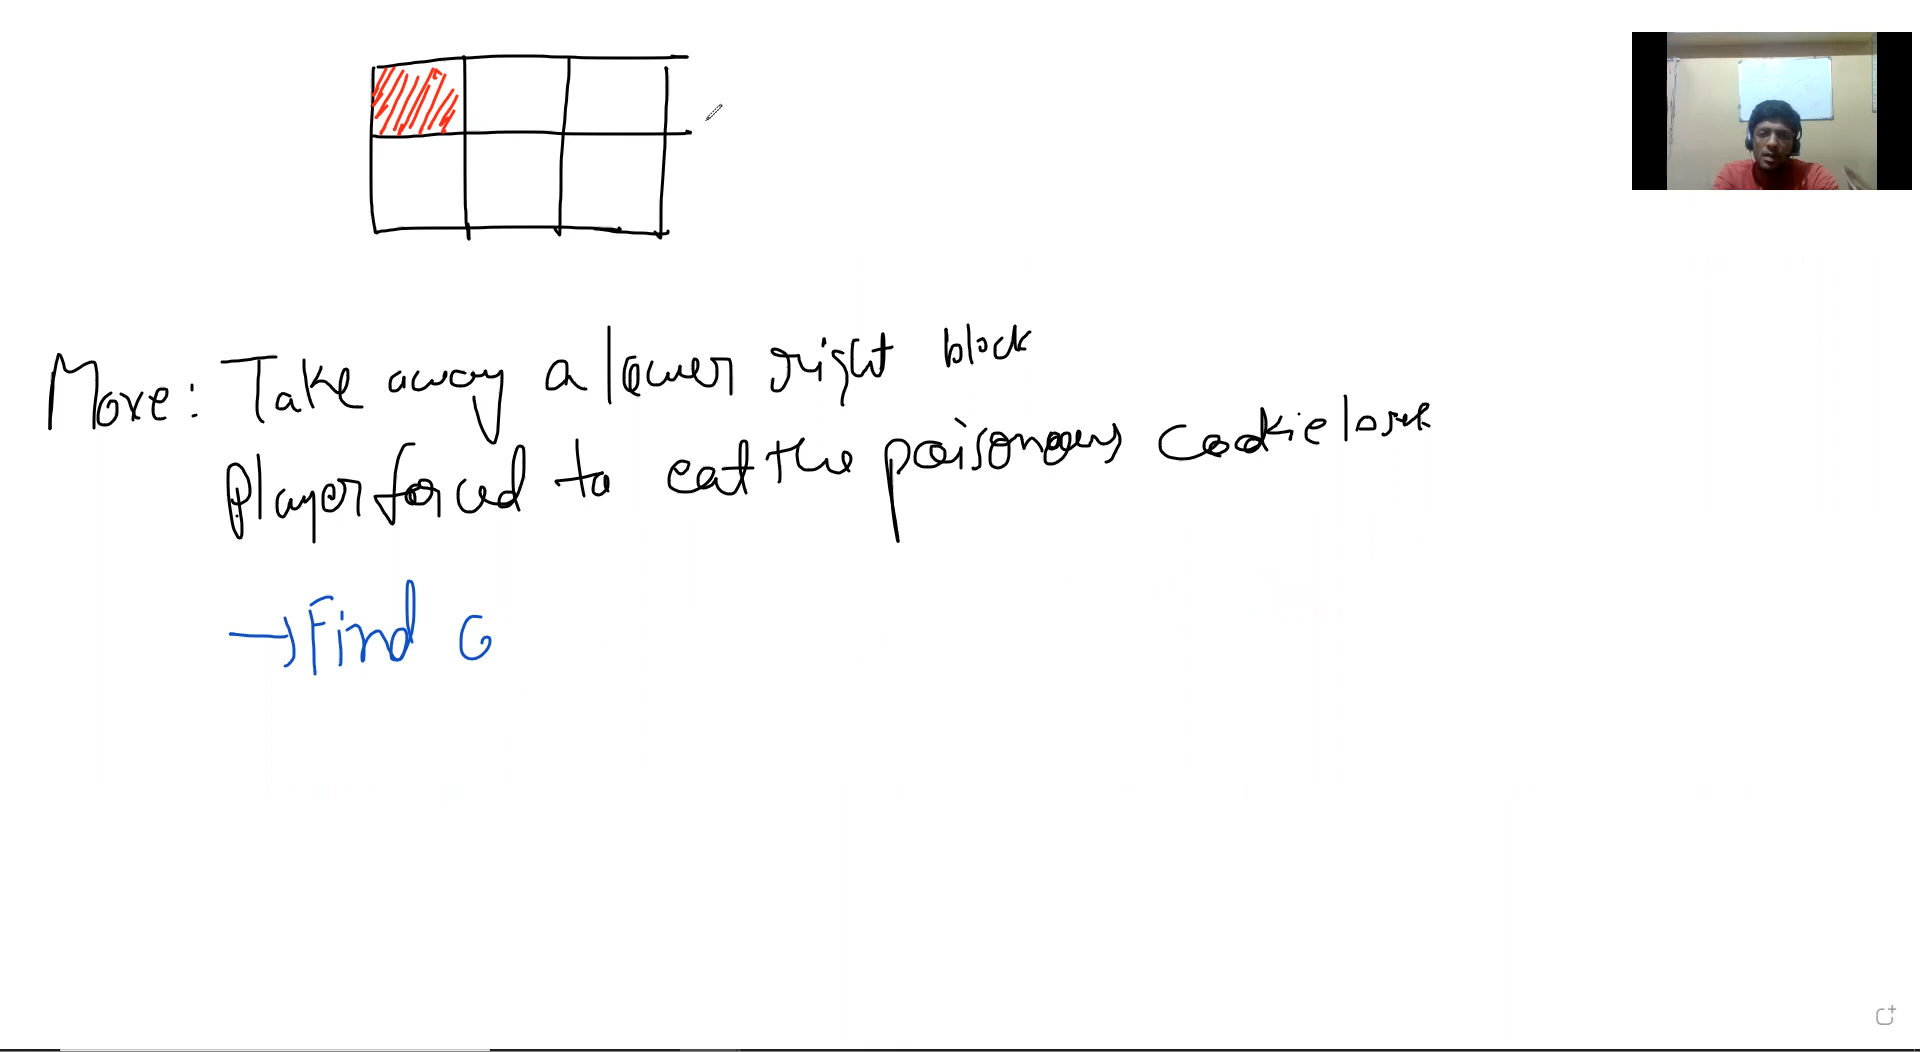 Move: Take away a lower right block
Player forced to eat the poisonous cookie loses
→ Find G